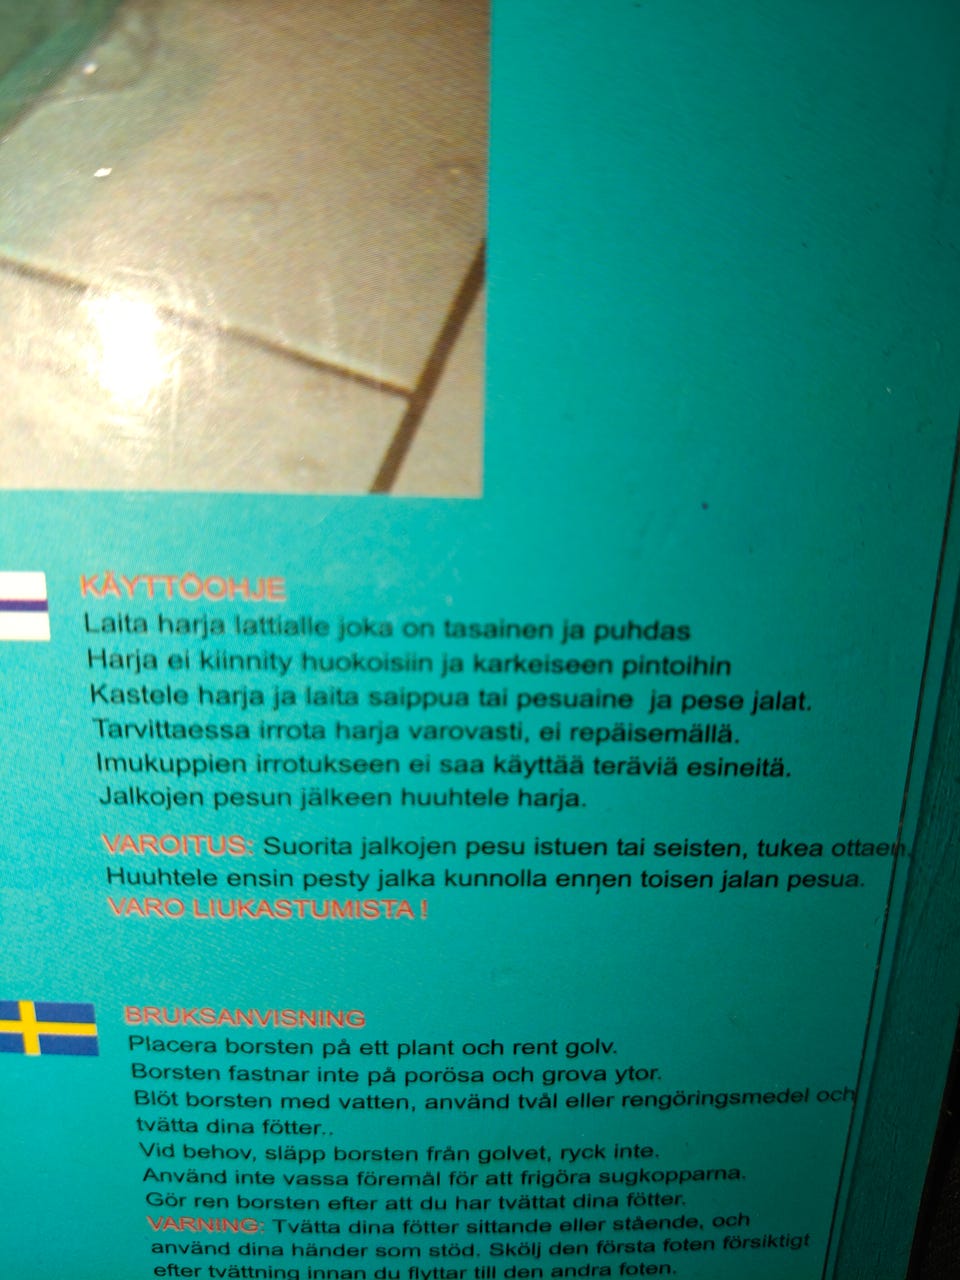 KÄYTTÖOHJE
Laita harja lattialle joka on tasainen ja puhdas
Harja ei kiinnity huokoisiin ja karkeiseen pintoihin
Kastele harja ja laita saippua tai pesuaine ja pese jalat.
Tarvittaessa irrota harja varovasti, ei repäisemällä.
Imukuppien irrotukseen ei saa käyttää teräviä esineitä.
Jalkojen pesun jälkeen huuhtele harja.
VAROITUS: Suorita jalkojen pesu istuen tai seisten, tukea ottaen.
Huuhtele ensin pesty jalka kunnolla ennen toisen jalan pesua.
VARO LIUKASTUMISTA !
BRUKSANVISNING
Placera borsten på ett plant och rent golv.
Borsten fastnar inte på porösa och grova ytor.
Blöt borsten med vatten, använd tvål eller rengöringsmedel och
tvätta dina fötter..
Vid behov, släpp borsten från golvet, ryck inte.
Använd inte vassa föremål för att frigöra sugkopparna.
Gör ren borsten efter att du har tvättat dina fötter.
VARNING: Tvätta dina fötter sittande eller stående, och
använd dina händer som stöd. Skölj den första foten försiktigt
efter tvättning innan du flyttar till den andra foten.